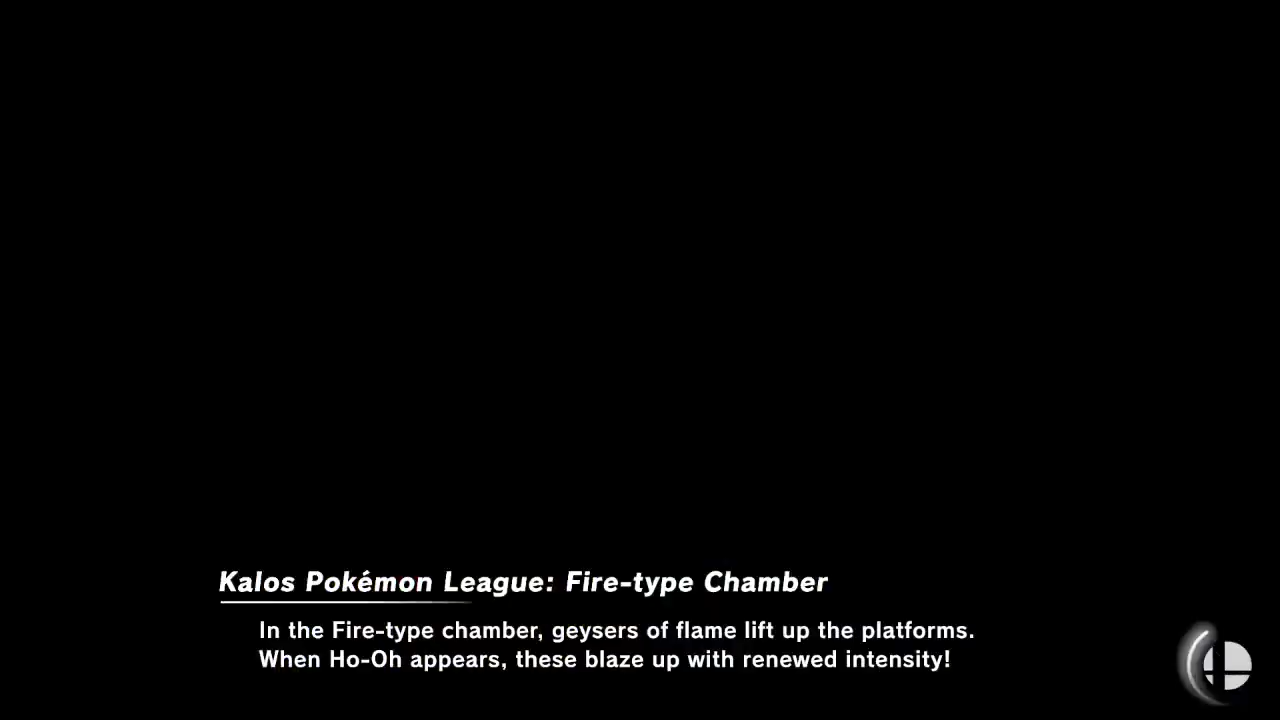 Kalos Pokémon League: Fire-type Chamber
In the Fire-type chamber, geysers of flame lift up the platforms.
When Ho-Oh appears, these blaze up with renewed intensity!